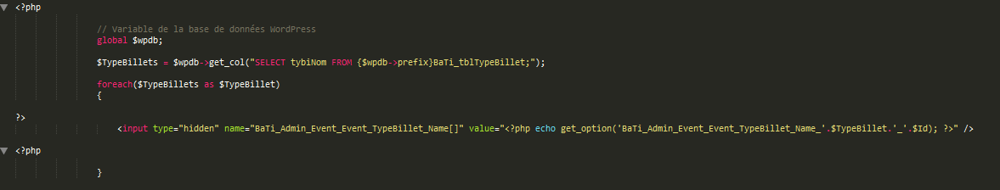 <?php
// Variable de la base de données WordPress
global $wpdb;
$TypeBillets = $wpdb->get_col("SELECT tybiNom FROM {$wpdb->prefix}BaTi_tblTypeBillet;");
foreach($TypeBillets as $TypeBillet)
{
?>
<input type="hidden" name="BaTi_Admin_Event_Event_TypeBillet_Name[]" value="<?php echo get_option('BaTi_Admin_Event_Event_TypeBillet_Name_'.$TypeBillet.'_'.$Id); ?>" />
<?php
}